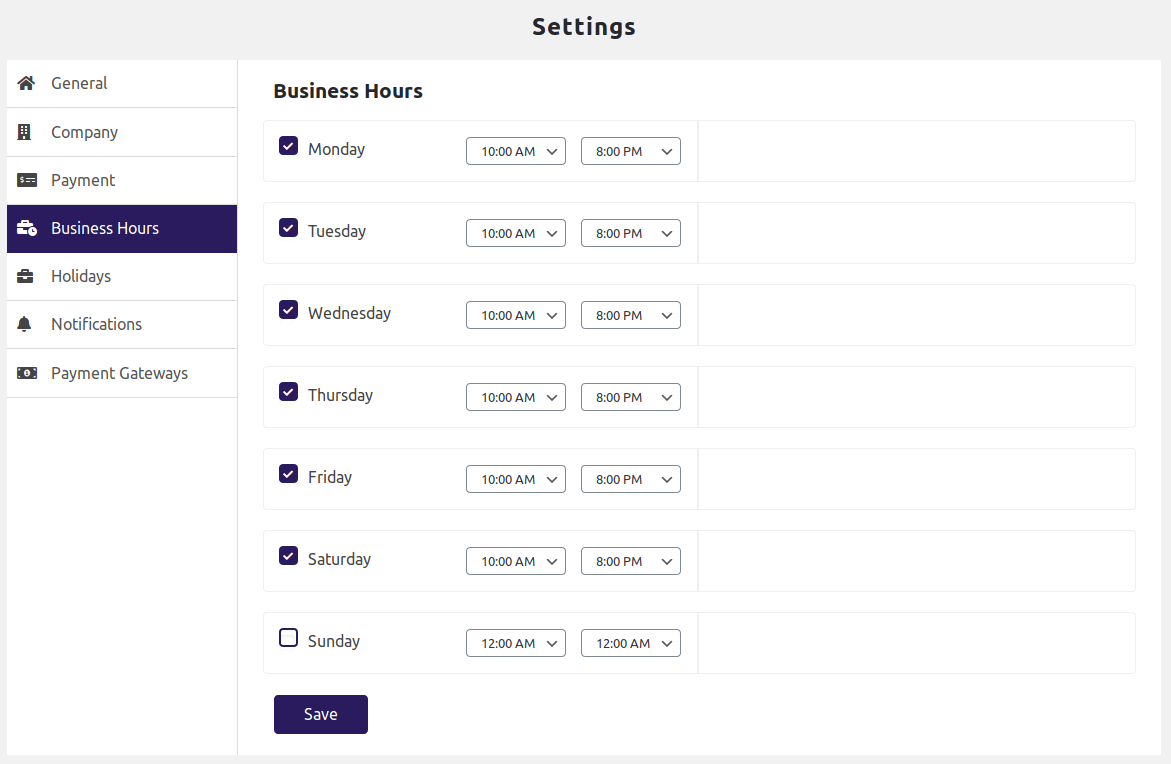 Settings
General
Company
Payment
Business Hours
Holidays
Notifications
Payment Gateways
Business Hours
Monday 10:00 AM 8:00 PM
Tuesday 10:00 AM 8:00 PM
Wednesday 10:00 AM 8:00 PM
Thursday 10:00 AM 8:00 PM
Friday 10:00 AM 8:00 PM
Saturday 10:00 AM 8:00 PM
Sunday 12:00 AM 12:00 AM
Save